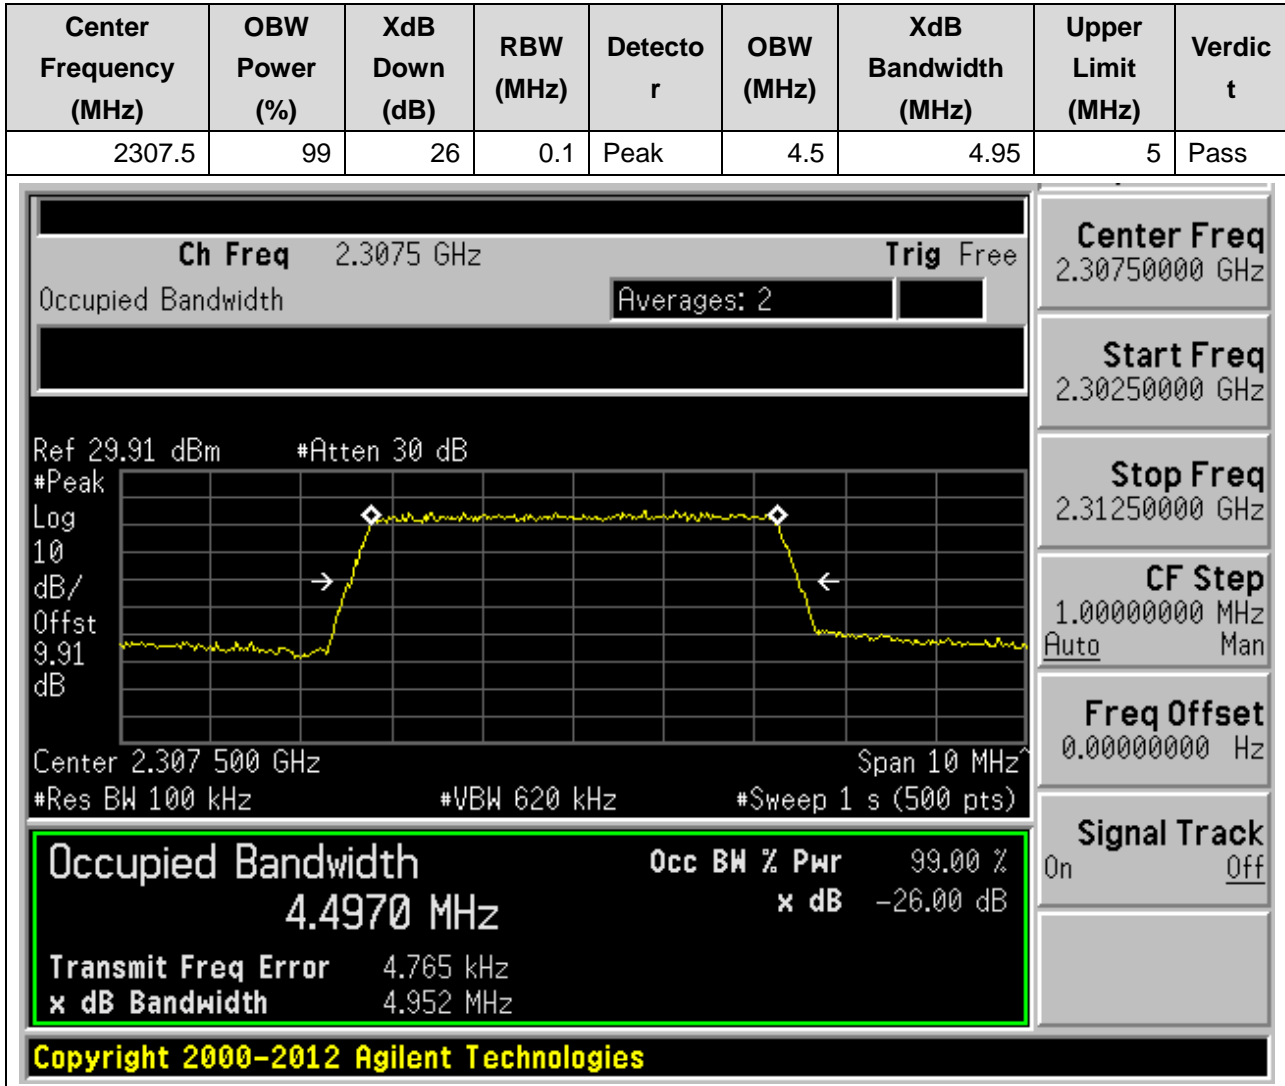 Center Frequency (MHz) OBW Power (%) XdB Down (dB) RBW (MHz) Detecto r OBW (MHz) XdB Bandwidth (MHz) Upper Limit (MHz) Verdic t
2307.5 99 26 0.1 Peak 4.5 4.95 5 Pass
Ch Freq 2.3075 GHz Trig Free
Occupied Bandwidth Averages: 2
Ref 29.91 dBm #Atten 30 dB
#Peak
Log
10
dB/
Offst
9.91
dB
Center 2.307 500 GHz Span 10 MHz^
#Res BW 100 kHz #VBW 620 kHz #Sweep 1 s (500 pts)
Occupied Bandwidth Occ BW % Pwr 99.00 %
4.4970 MHz x dB -26.00 dB
Transmit Freq Error 4.765 kHz
x dB Bandwidth 4.952 MHz
Copyright 2000-2012 Agilent Technologies
Center Freq
2.30750000 GHz
Start Freq
2.30250000 GHz
Stop Freq
2.31250000 GHz
CF Step
1.00000000 MHz
Auto Man
Freq Offset
0.00000000 Hz
Signal Track
On Off